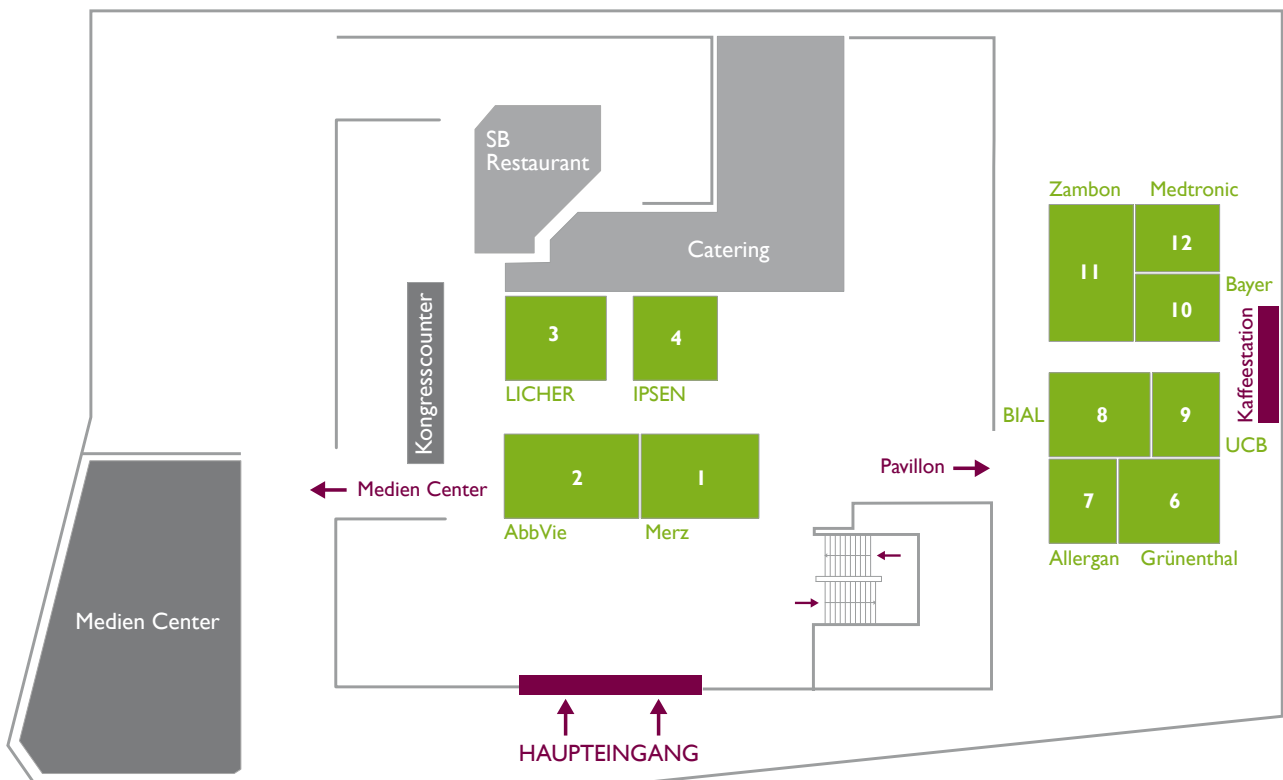 SB
Restaurant
Catering
Kongresscounter
3
4
LICHER
IPSEN
2
1
AbbVie
Merz
Medien Center
Medien Center
Pavillon
HAUPTEINGANG
Zambon
Medtronic
11
12
10
Bayer
Kaffeestation
BIAL
8
9
UCB
7
6
Allergan
Grünenthal